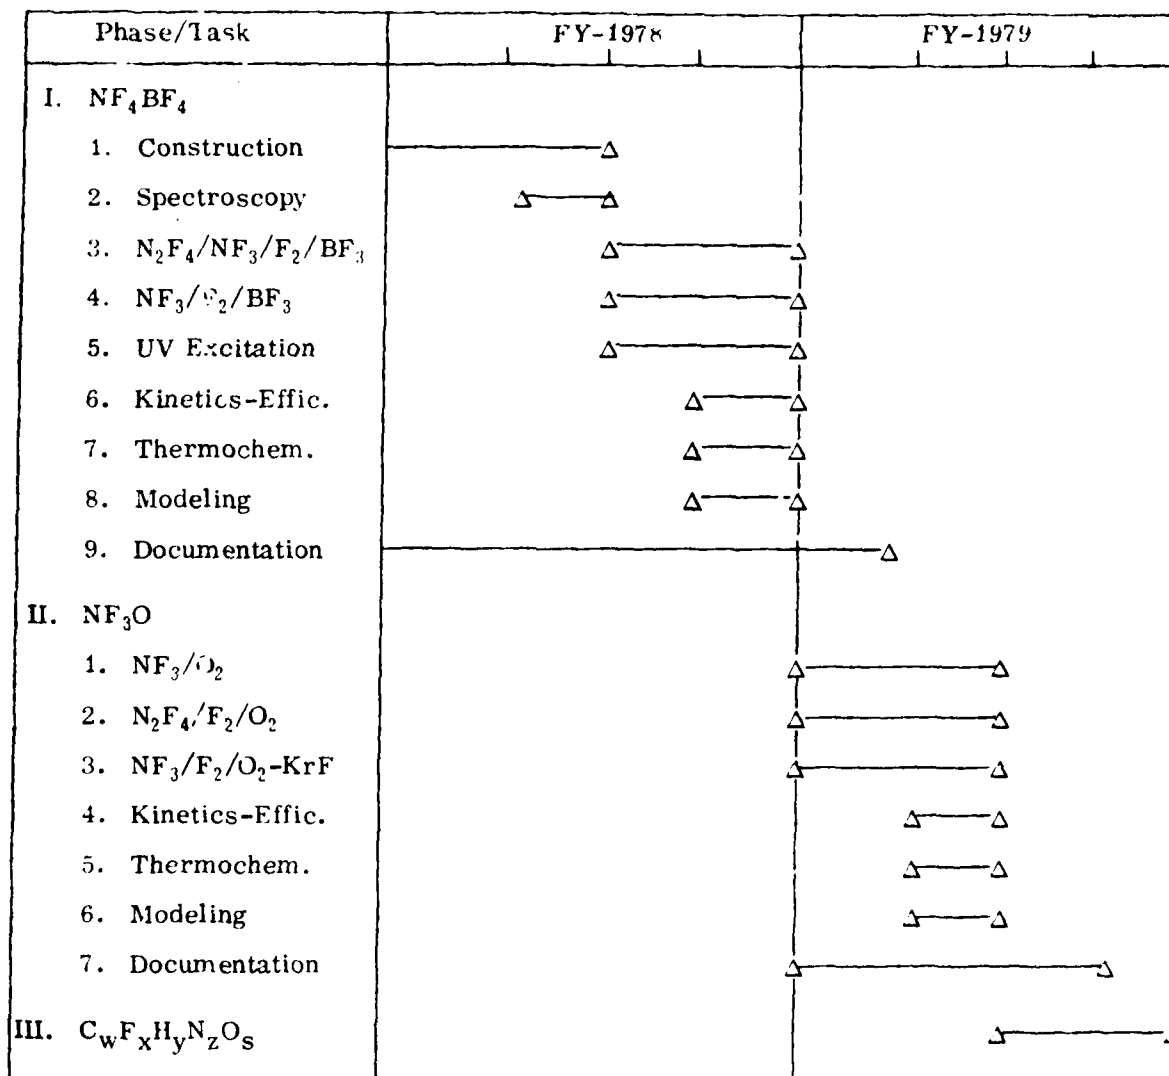 Phase/Task FY-1978 FY-1979
I. NF₄BF₄
1. Construction
2. Spectroscopy
3. N₂F₄/NF₃/F₂/BF₃
4. NF₃/F₂/BF₃
5. UV Excitation
6. Kinetics-Effic.
7. Thermochem.
8. Modeling
9. Documentation
II. NF₃O
1. NF₃/O₂
2. N₂F₄/F₂/O₂
3. NF₃/F₂/O₂-KrF
4. Kinetics-Effic.
5. Thermochem.
6. Modeling
7. Documentation
III. C_wF_xH_yN_zO_s